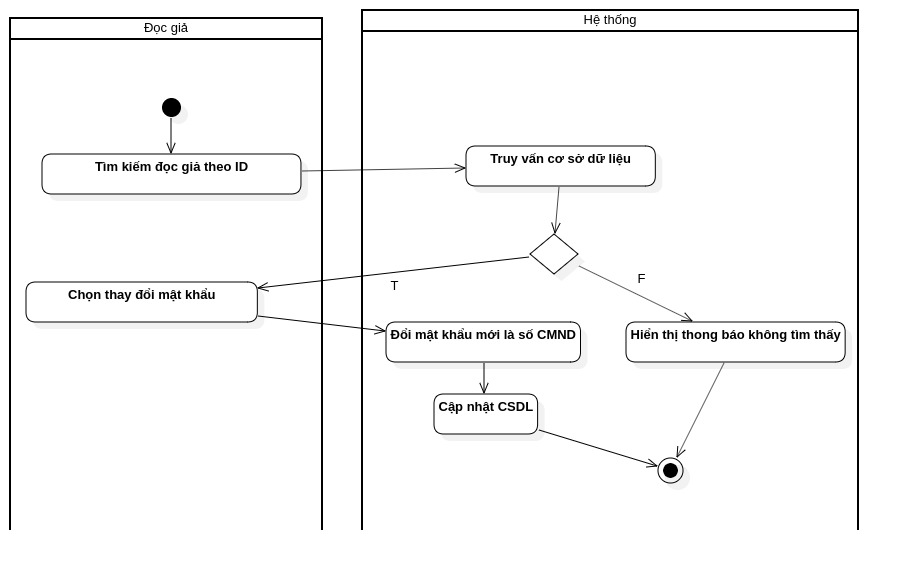 Đọc giả
Hệ thống
Tìm kiếm đọc giả theo ID
Truy vấn cơ sở dữ liệu
T
F
Chọn thay đổi mật khẩu
Đổi mật khẩu mới là số CMND
Hiển thị thong báo không tìm thấy
Cập nhật CSDL